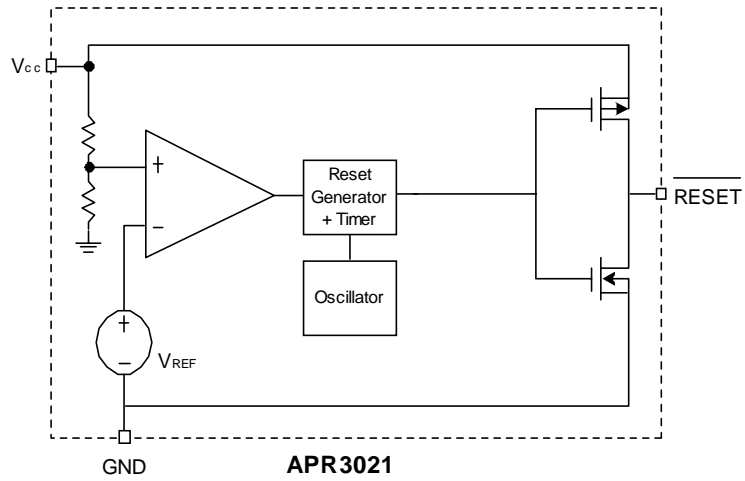 Vcc
+
−
Reset
Generator
+ Timer
Oscillator
RESET
+
−
VREF
GND
APR3021